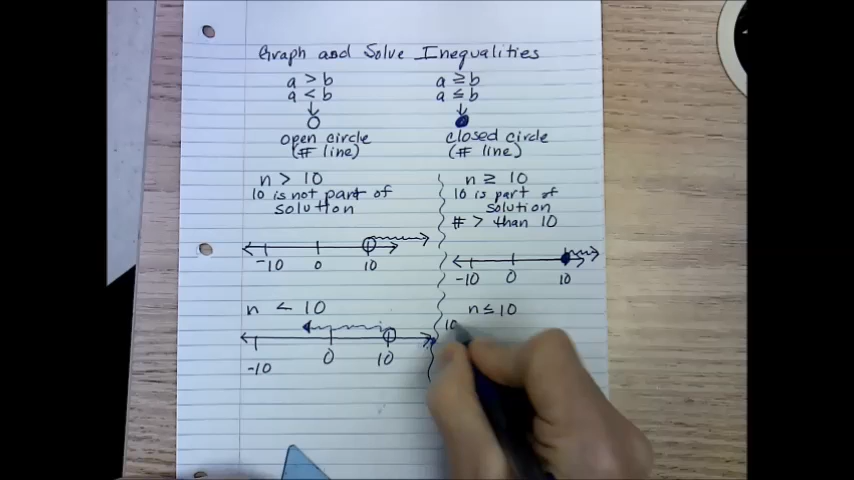 Graph and Solve Inequalities
a > b
a < b
open circle
(# line)
a ≥ b
a ≤ b
closed circle
(# line)
n > 10
10 is not part of
solution
-10 0 10
n < 10
-10 0 10
n ≥ 10
10 is part of
solution
# > than 10
-10 0 10
n ≤ 10
10